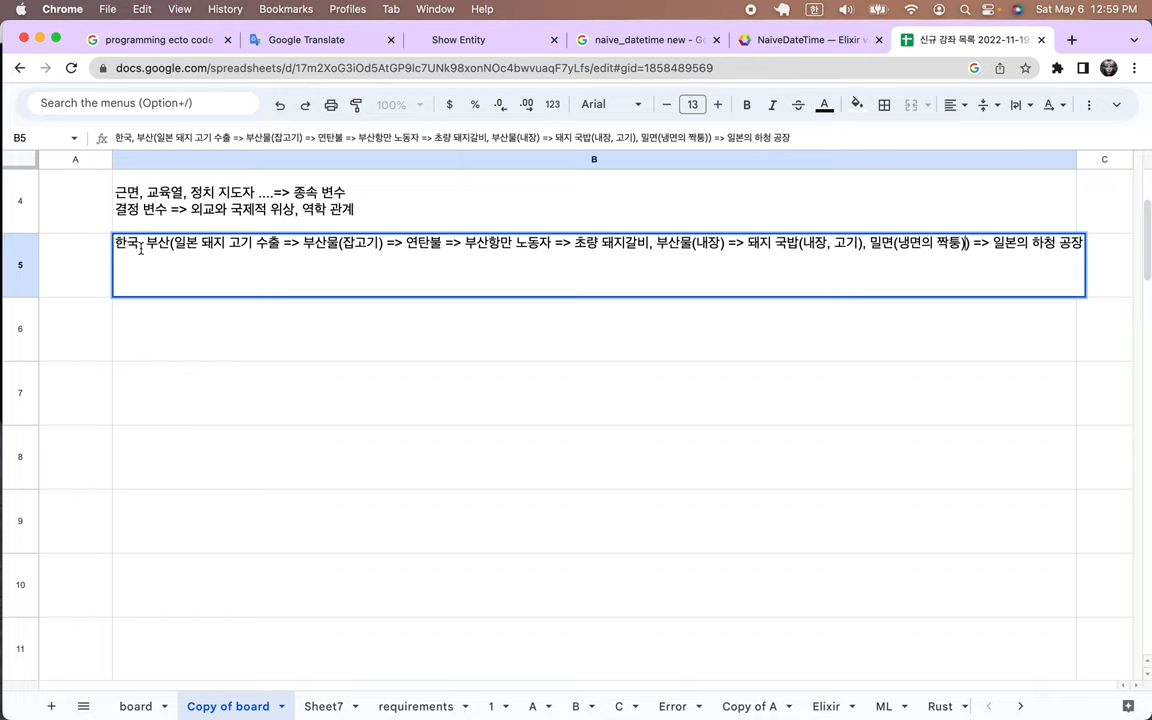 Chrome File Edit View History Bookmarks Profiles Tab Window Help 한 Sat May 6 12:59 PM
programming ecto code Google Translate Show Entity naive_datetime new - Go NaiveDateTime — Elixir v 신규 강좌 목록 2022-11-19
docs.google.com/spreadsheets/d/17m2XoG3iOd5AtGP9lc7UNk98xonNOc4bwvuaqF7yLfs/edit#gid=1858489569
Search the menus (Option+/) 100% $ % .0 .00 123 Arial 13 B I S A
B5 fx 한국, 부산(일본 돼지 고기 수출 => 부산물(잡고기) => 연탄불 => 부산항만 노동자 => 초량 돼지갈비, 부산물(내장) => 돼지 국밥(내장, 고기), 밀면(냉면의 짝퉁)) => 일본의 하청 공장
A B C
4 근면, 교육열, 정치 지도자 ....=> 종속 변수
결정 변수 => 외교와 국제적 위상, 역학 관계
5 한국, 부산(일본 돼지 고기 수출 => 부산물(잡고기) => 연탄불 => 부산항만 노동자 => 초량 돼지갈비, 부산물(내장) => 돼지 국밥(내장, 고기), 밀면(냉면의 짝퉁)) => 일본의 하청 공장
6
7
8
9
10
11
board Copy of board Sheet7 requirements 1 A B C Error Copy of A Elixir ML Rust